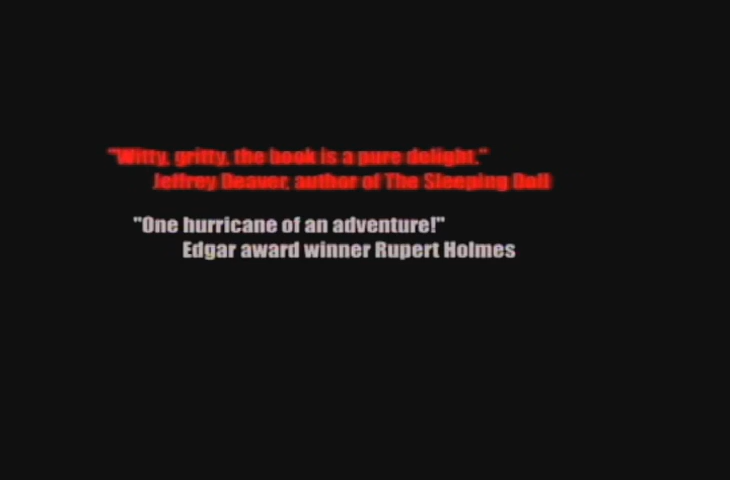 "Witty, gritty, the book is a pure delight."
Jeffrey Deaver, author of The Sleeping Doll
"One hurricane of an adventure!"
Edgar award winner Rupert Holmes